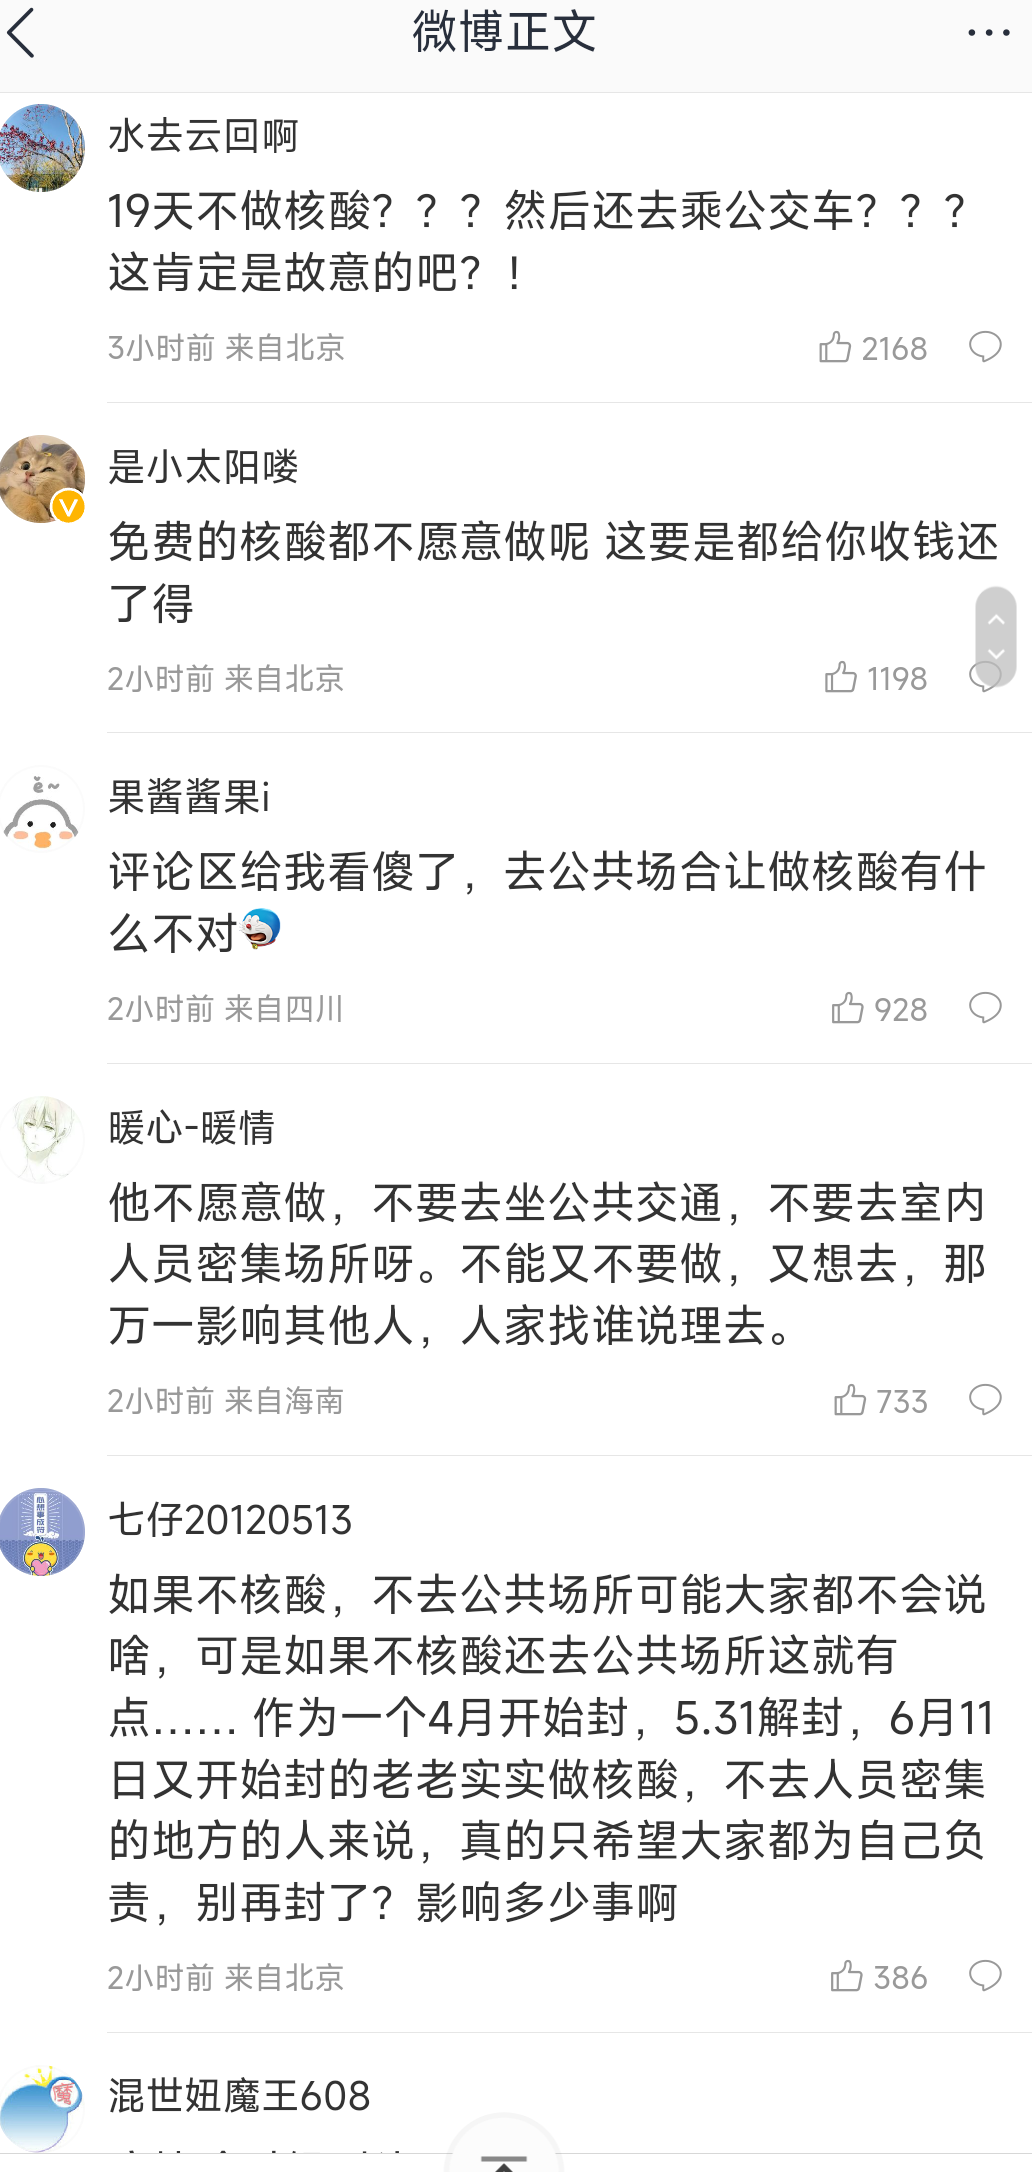 微博正文
水去云回啊
19天不做核酸？？？然后还去乘公交车？？？
这肯定是故意的吧？！
3小时前 来自北京
2168
是小太阳喽
免费的核酸都不愿意做呢 这要是都给你收钱还
了得
2小时前 来自北京
1198
果酱酱果i
评论区给我看傻了，去公共场合让做核酸有什
么不对
2小时前 来自四川
928
暖心-暖情
他不愿意做，不要去坐公共交通，不要去室内
人员密集场所呀。不能又不要做，又想去，那
万一影响其他人，人家找谁说理去。
2小时前 来自海南
733
七仔20120513
如果不核酸，不去公共场所可能大家都不会说
啥，可是如果不核酸还去公共场所这就有
点…… 作为一个4月开始封，5.31解封，6月11
日又开始封的老老实实做核酸，不去人员密集
的地方的人来说，真的只希望大家都为自己负
责，别再封了？影响多少事啊
2小时前 来自北京
386
混世妞魔王608